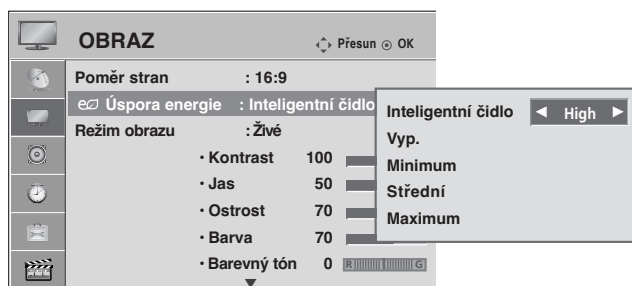 OBRAZ Přesun OK
Poměr stran : 16:9
Úspora energie : Inteligentní čidlo
Režim obrazu : Živé
• Kontrast 100
• Jas 50
• Ostrost 70
• Barva 70
• Barevný tón 0 R G
Inteligentní čidlo ◄ High ►
Vyp.
Minimum
Střední
Maximum